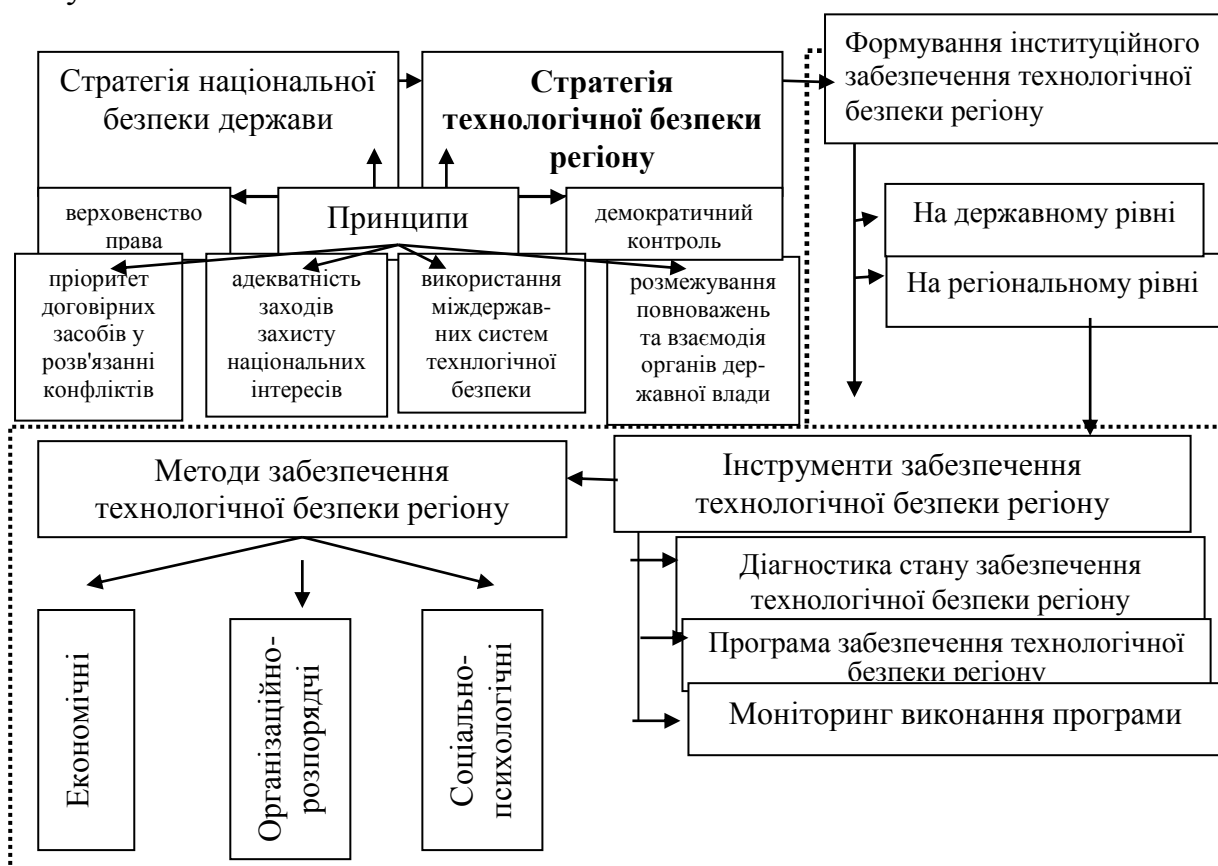 Стратегія національної
безпеки держави
Стратегія
технологічної безпеки
регіону
Формування інституційного
забезпечення технологічної
безпеки регіону
верховенство
права
Принципи
демократичний
контроль
На державному рівні
На регіональному рівні
пріоритет
договірних
засобів у
розв'язанні
конфліктів
адекватність
заходів
захисту
національних
інтересів
використання
міждержав-
них систем
технлогічної
безпеки
розмежування
повноважень
та взаємодія
органів дер-
жавної влади
Методи забезпечення
технологічної безпеки регіону
Інструменти забезпечення
технологічної безпеки регіону
Діагностика стану забезпечення
технологічної безпеки регіону
Програма забезпечення технологічної
безпеки регіону
Моніторинг виконання програми
Економічні
Організаційно-
розпорядчі
Соціально-
психологічні